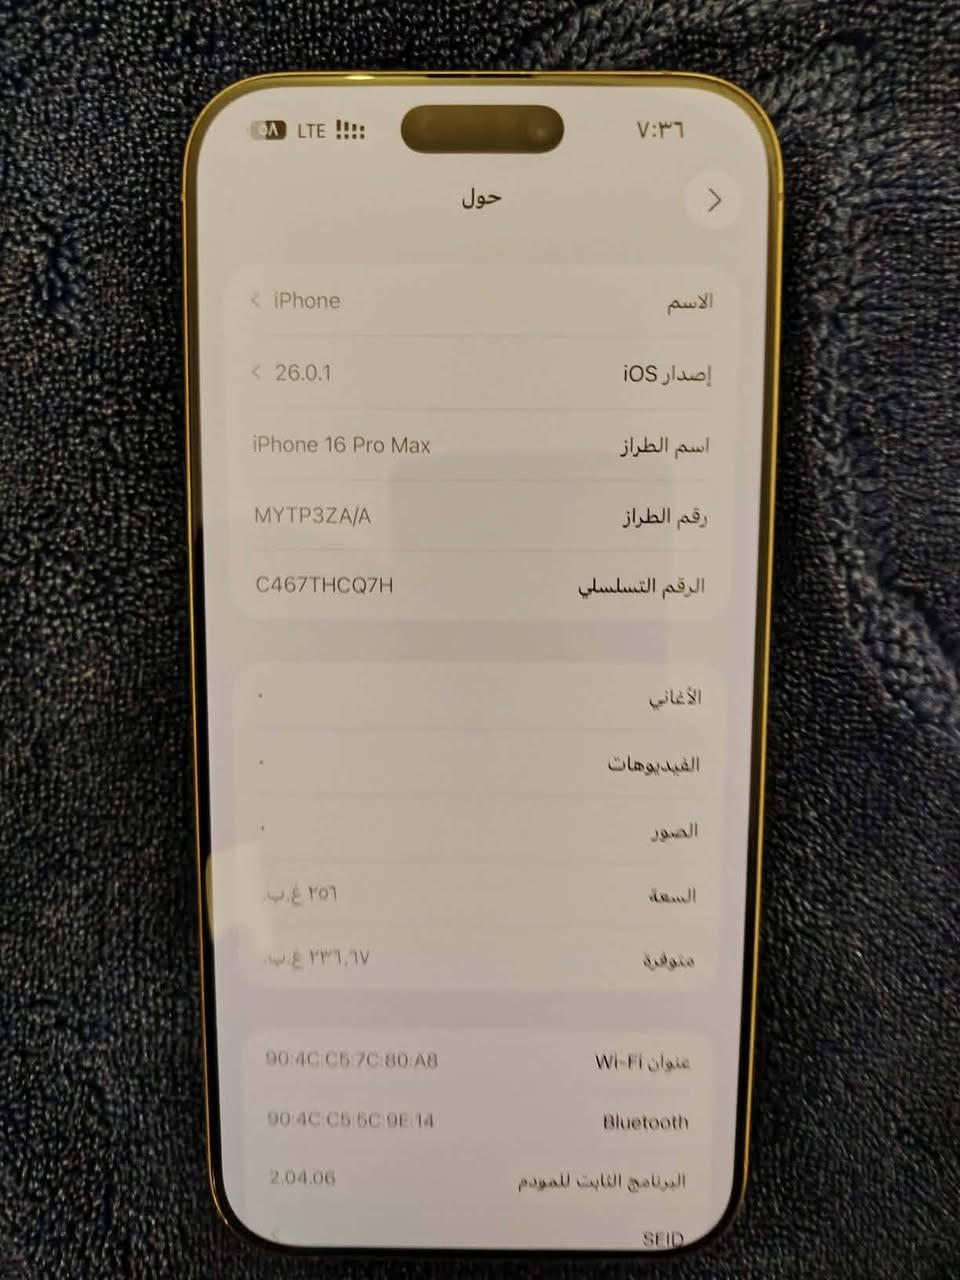 ٧:٣٦ LTE ٥٨
حول
الاسم iPhone
إصدار iOS 26.0.1
اسم الطراز iPhone 16 Pro Max
رقم الطراز MYTP3ZA/A
الرقم التسلسلي C467THCQ7H
الأغاني ٠
الفيديوهات ٠
الصور ٠
السعة ٢٥٦ غ.ب.
متوفرة ٢٣٦,٦٧ غ.ب.
عنوان Wi-Fi 90:4C:C5:7C:80:A8
Bluetooth 90:4C:C5:5C:9E:14
البرنامج الثابت للمودم 2.04.06
SEID